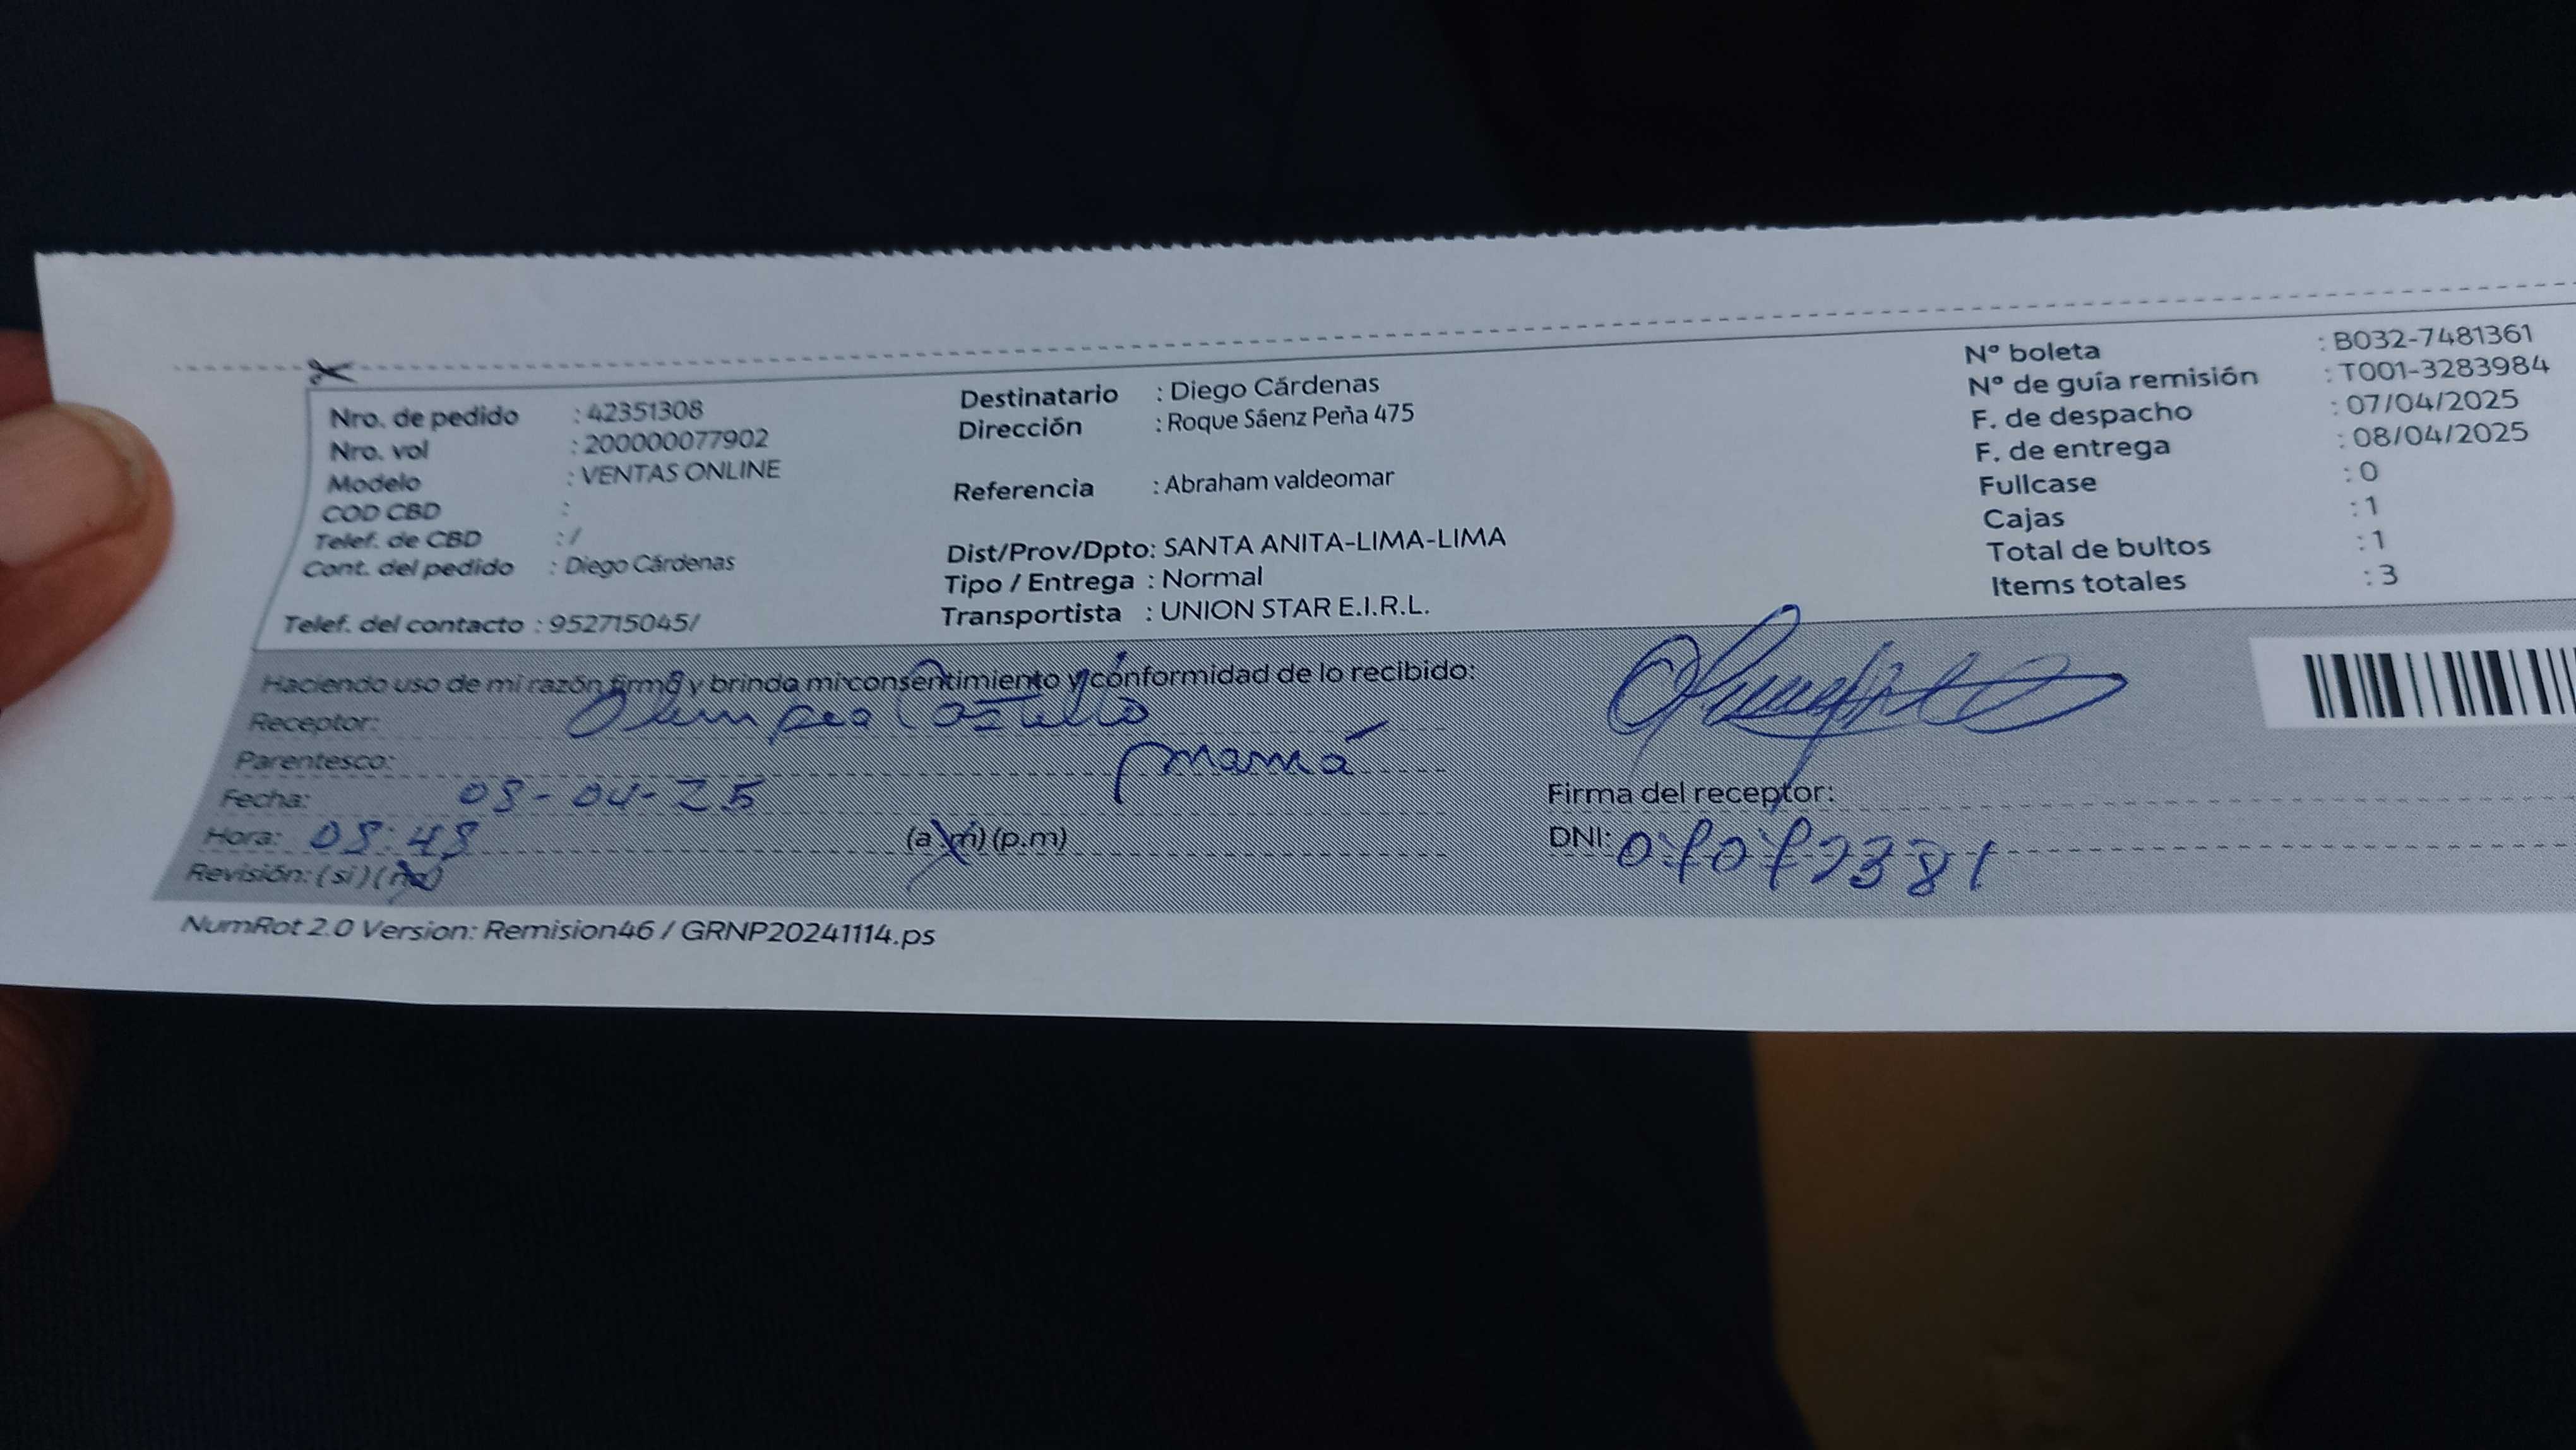 Nro. de pedido : 42351308
Nro. vol : 200000077902
Modelo : VENTAS ONLINE
COD CBD :
Telef. de CBD : /
Cont. del pedido : Diego Cárdenas
Telef. del contacto : 952715045/
Destinatario : Diego Cárdenas
Dirección : Roque Sáenz Peña 475
Referencia : Abraham valdeomar
Dist/Prov/Dpto: SANTA ANITA-LIMA-LIMA
Tipo / Entrega : Normal
Transportista : UNION STAR E.I.R.L.
Nº boleta : B032-7481361
Nº de guía remisión : T001-3283984
F. de despacho : 07/04/2025
F. de entrega : 08/04/2025
Fullcase : 0
Cajas : 1
Total de bultos : 1
Items totales : 3
Haciendo uso de mi razón firmo y brindo mi consentimiento y conformidad de lo recibido:
Receptor: Olimpea Castillo
Parentesco: mamá
Fecha: 08-04-25
Hora: 08:48 (a.m) (p.m)
Revisión: (si) (no)
Firma del receptor:
DNI:
NumRot 2.0 Version: Remision46 / GRNP20241114.ps